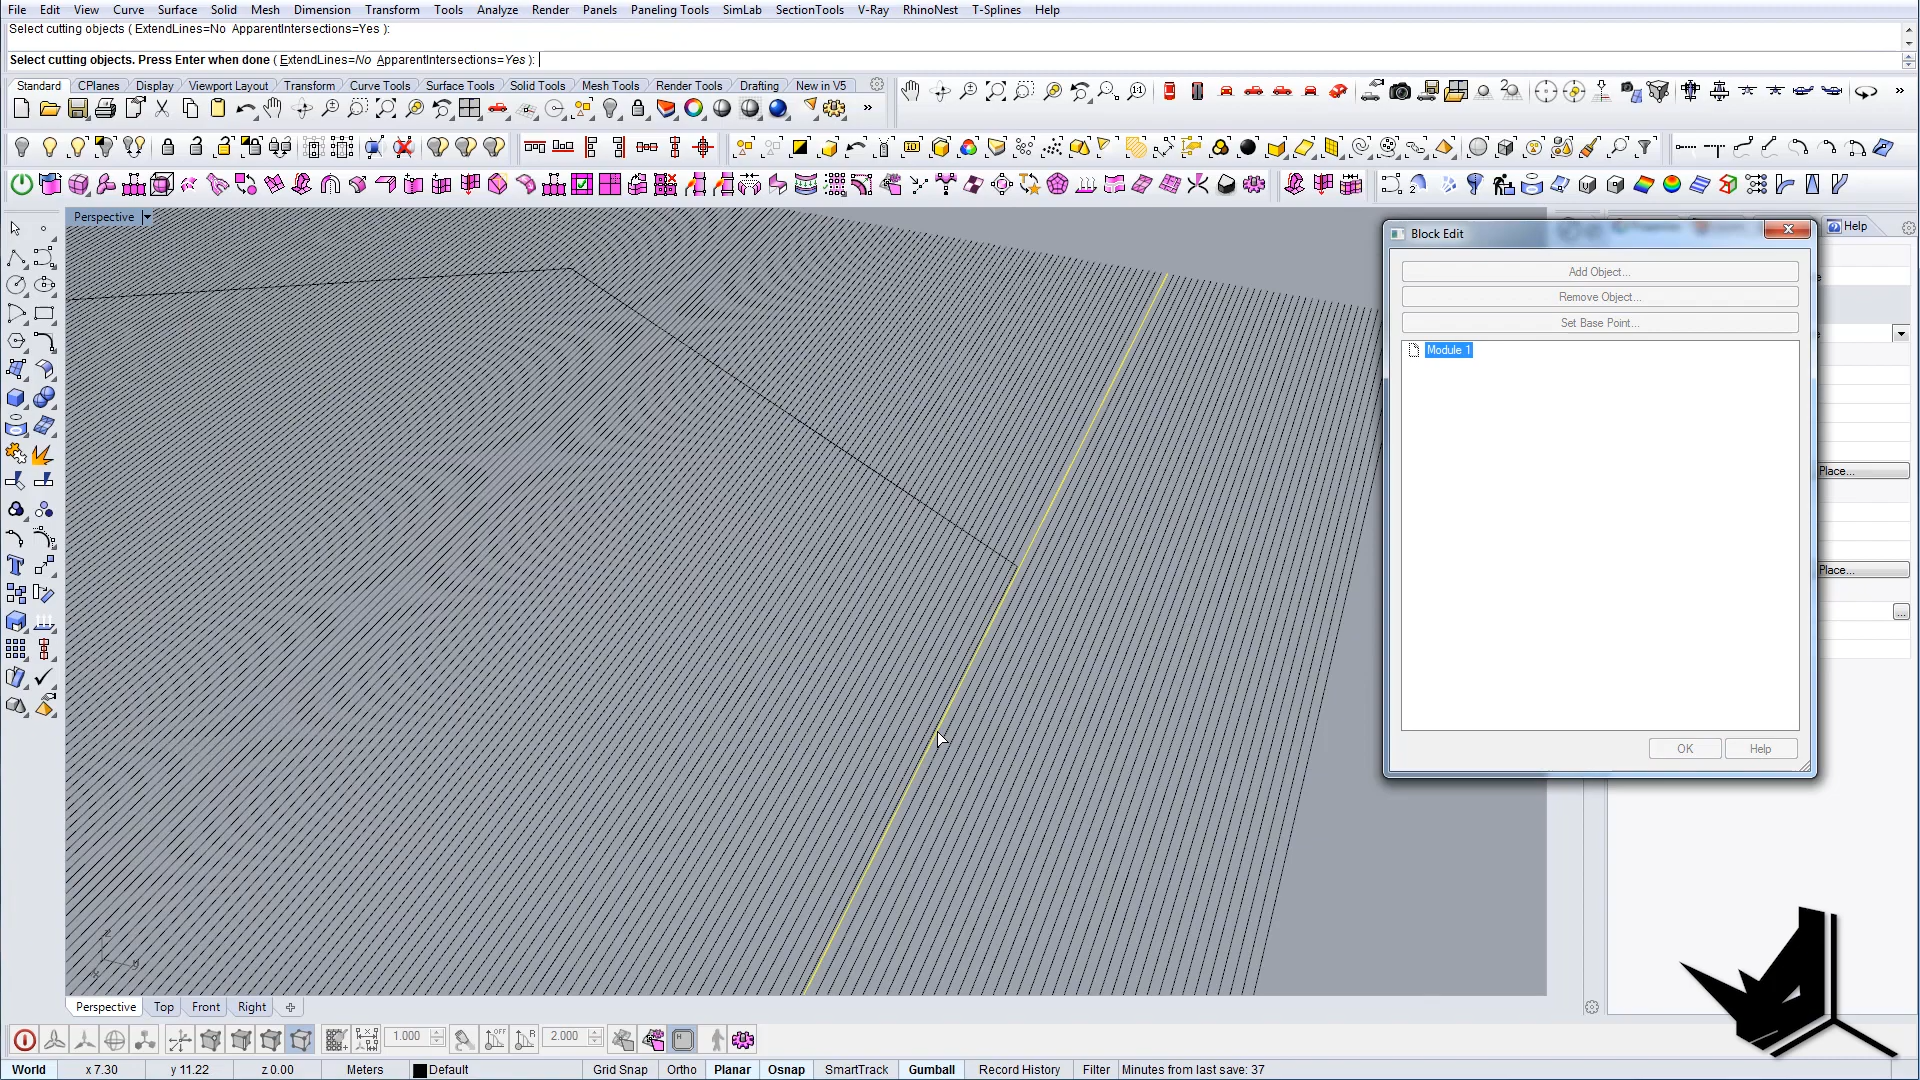 File Edit View Curve Surface Solid Mesh Dimension Transform Tools Analyze Render Panels Paneling Tools SimLab SectionTools V-Ray RhinoNest T-Splines Help
Select cutting objects ( ExtendLines=No ApparentIntersections=Yes ):
Select cutting objects. Press Enter when done ( ExtendLines=No ApparentIntersections=Yes ):
Standard CPlanes Display Viewport Layout Transform Curve Tools Surface Tools Solid Tools Mesh Tools Render Tools Drafting New in V5
Perspective
Help
Block Edit
Add Object...
Remove Object...
Set Base Point...
Module 1
Place...
Place...
...
OK Help
z
x y
Perspective Top Front Right
1.000 2.000
World x 7.30 y 11.22 z 0.00 Meters Default Grid Snap Ortho Planar Osnap SmartTrack Gumball Record History Filter Minutes from last save: 37